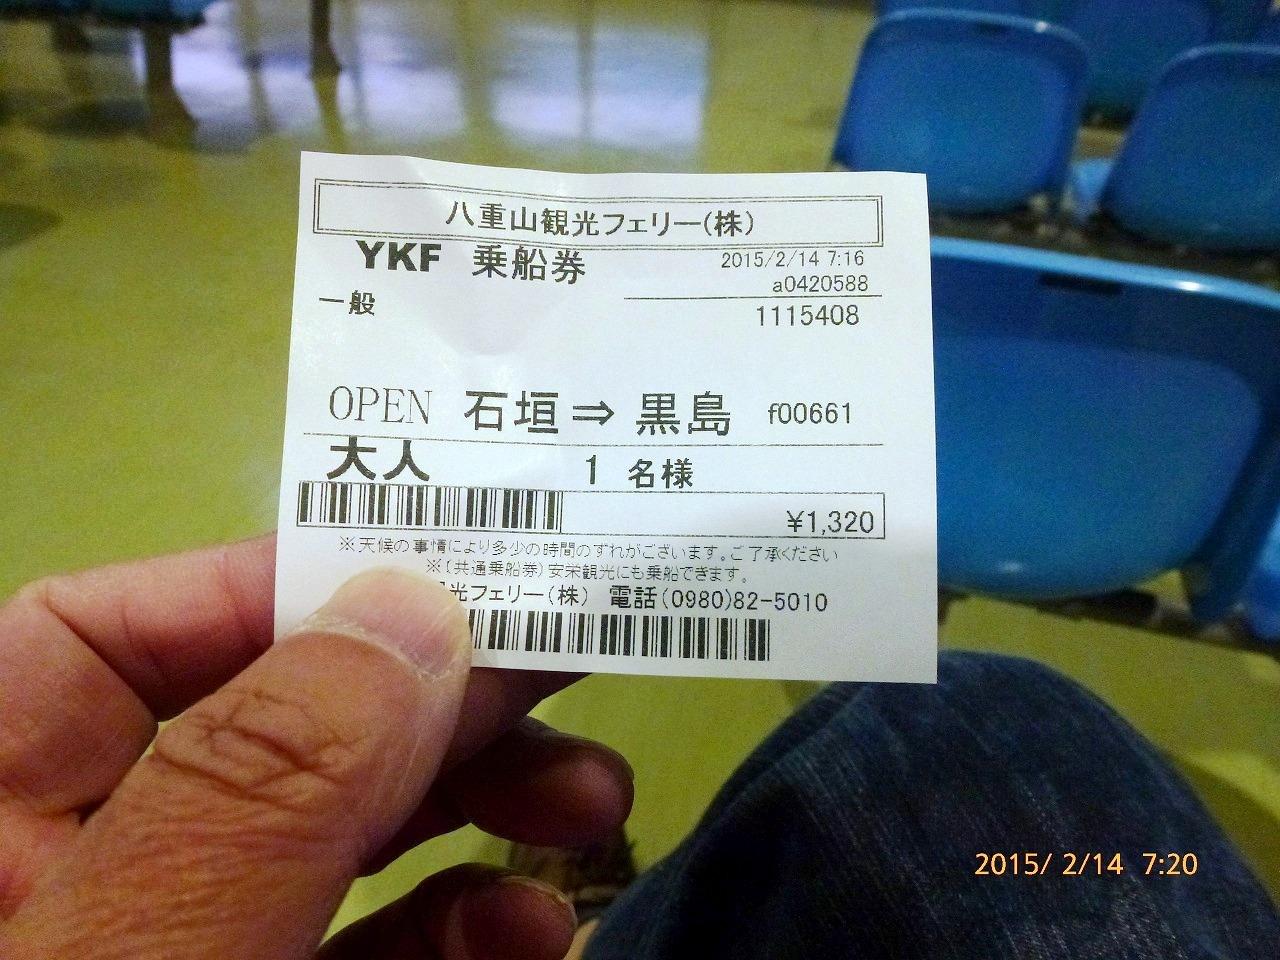 八重山観光フェリー(株)
YKF 乗船券
2015/2/14 7:16
a0420588
一般
1115408
OPEN 石垣⇒黒島 f00661
大人 1 名様
¥1,320
※天候の事情により多少の時間のずれがございます。ご了承ください
※(共通乗船券)安栄観光にも乗船できます。
光フェリー(株) 電話(0980)82-5010
2015/ 2/14 7:20